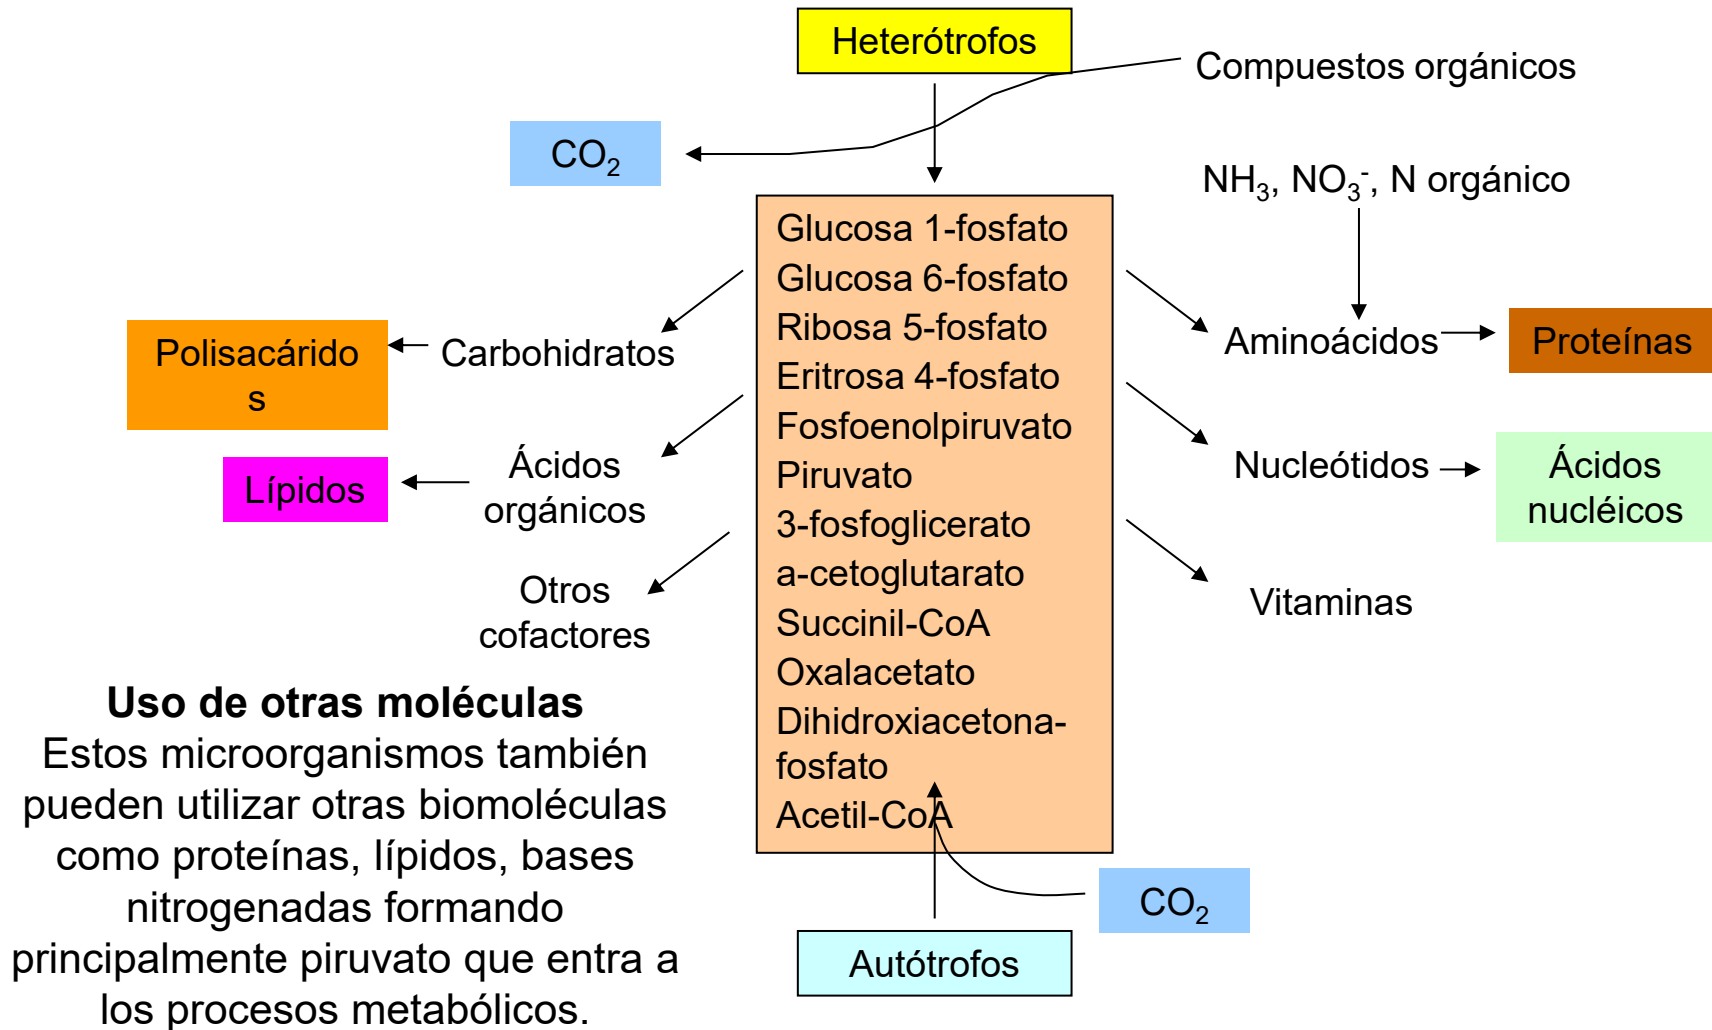 Heterótrofos
Compuestos orgánicos
CO₂
NH₃, NO₃⁻, N orgánico
Glucosa 1-fosfato
Glucosa 6-fosfato
Ribosa 5-fosfato
Eritrosa 4-fosfato
Fosfoenolpiruvato
Piruvato
3-fosfoglicerato
a-cetoglutarato
Succinil-CoA
Oxalacetato
Dihidroxiacetona-
fosfato
Acetil-CoA
Polisacárido
s
Carbohidratos
Aminoácidos
Proteínas
Lípidos
Ácidos
orgánicos
Nucleótidos
Ácidos
nucléicos
Otros
cofactores
Vitaminas
Uso de otras moléculas
Estos microorganismos también
pueden utilizar otras biomoléculas
como proteínas, lípidos, bases
nitrogenadas formando
principalmente piruvato que entra a
los procesos metabólicos.
CO₂
Autótrofos